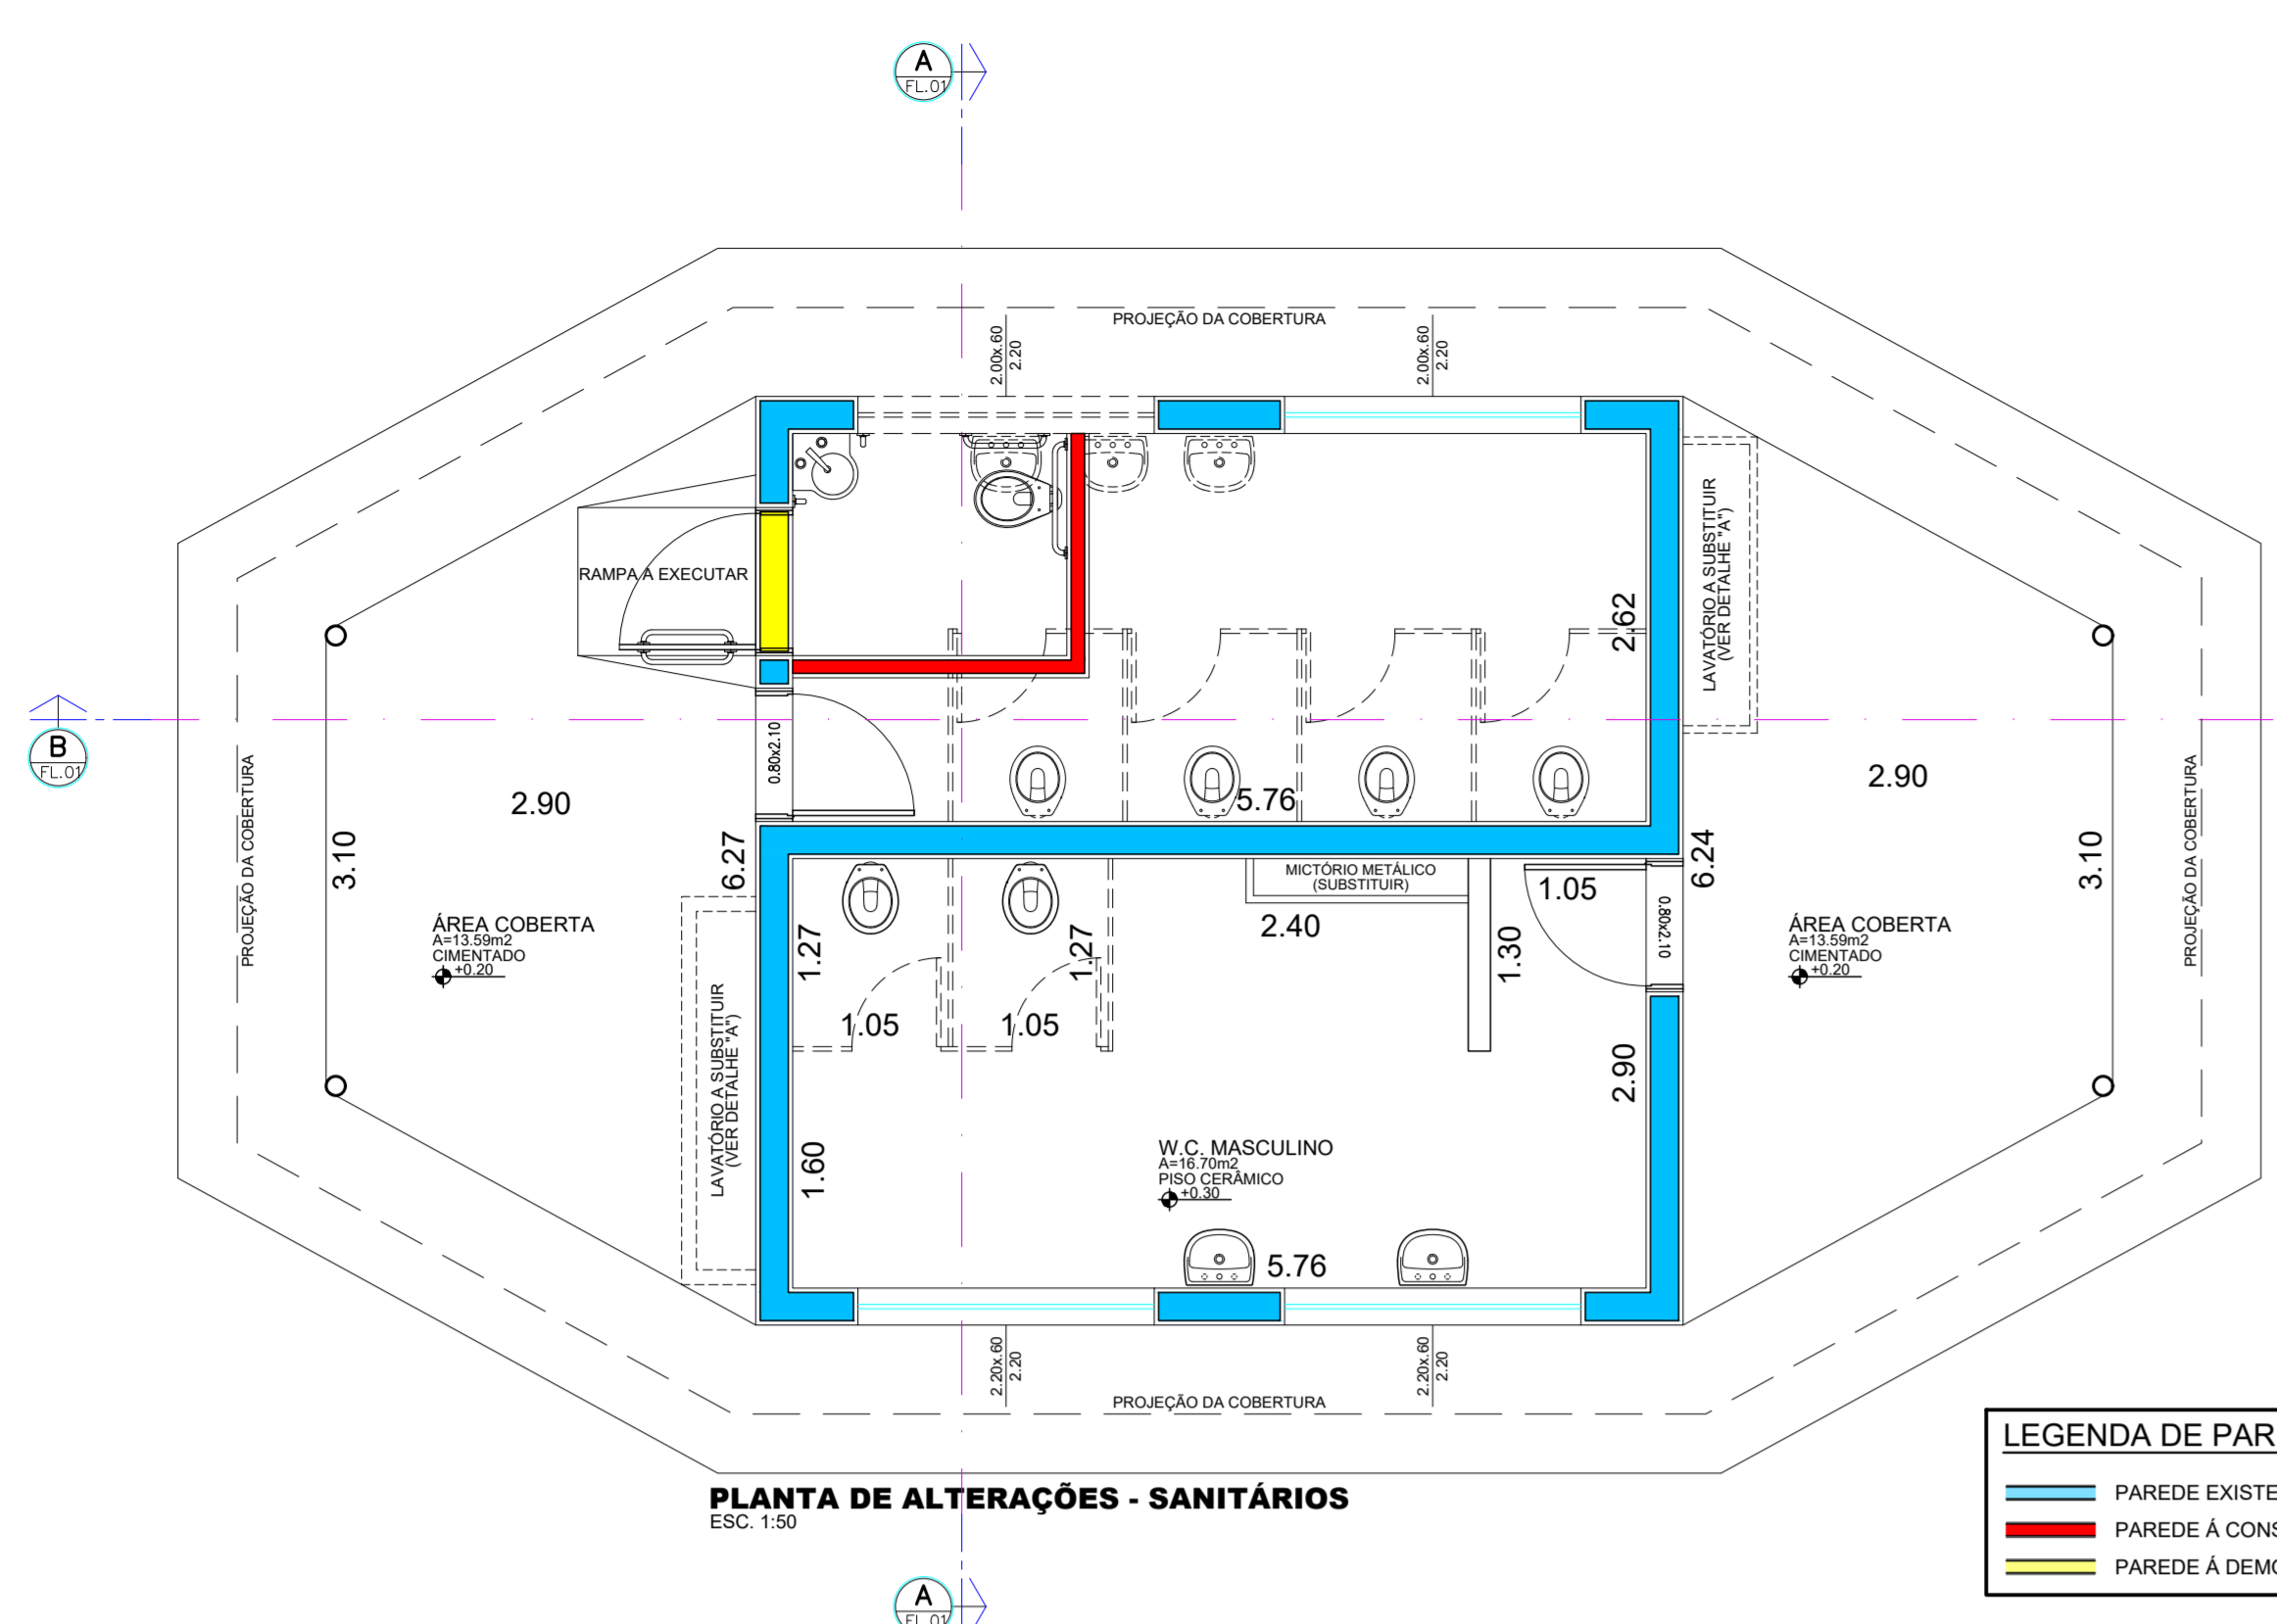 A
FL.01
PROJEÇÃO DA COBERTURA
2.00x.60
2.20
2.00x.60
2.20
RAMPA A EXECUTAR
LAVATÓRIO A SUBSTITUIR
(VER DETALHE "A")
2.62
B
FL.01
0.80x2.10
2.90
5.76
2.90
PROJEÇÃO DA COBERTURA
3.10
6.27
6.24
3.10
PROJEÇÃO DA COBERTURA
MICTÓRIO METÁLICO
(SUBSTITUIR)
1.05
0.80x2.10
ÁREA COBERTA
A=13.59m2
CIMENTADO
+0.20
1.27
1.27
2.40
1.30
ÁREA COBERTA
A=13.59m2
CIMENTADO
+0.20
1.05
1.05
LAVATÓRIO A SUBSTITUIR
(VER DETALHE "A")
2.90
1.60
W.C. MASCULINO
A=16.70m2
PISO CERÂMICO
+0.30
5.76
2.20x.60
2.20
2.20x.60
2.20
PROJEÇÃO DA COBERTURA
LEGENDA DE PAR
PAREDE EXISTE
PAREDE Á CONS
PAREDE Á DEMO
PLANTA DE ALTERAÇÕES - SANITÁRIOS
ESC. 1:50
A
FL.01